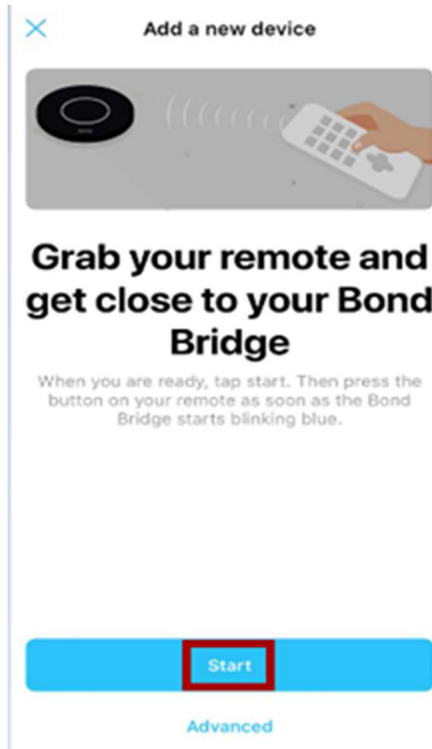 Add a new device
Grab your remote and
get close to your Bond
Bridge
When you are ready, tap start. Then press the
button on your remote as soon as the Bond
Bridge starts blinking blue.
Start
Advanced